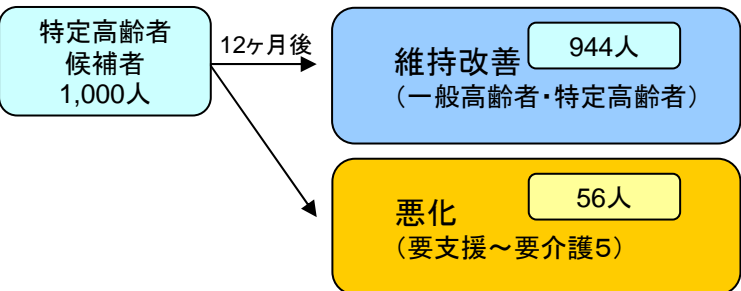 特定高齢者
候補者
1,000人
12ヶ月後
維持改善
944人
（一般高齢者・特定高齢者）
悪化
56人
（要支援～要介護5）